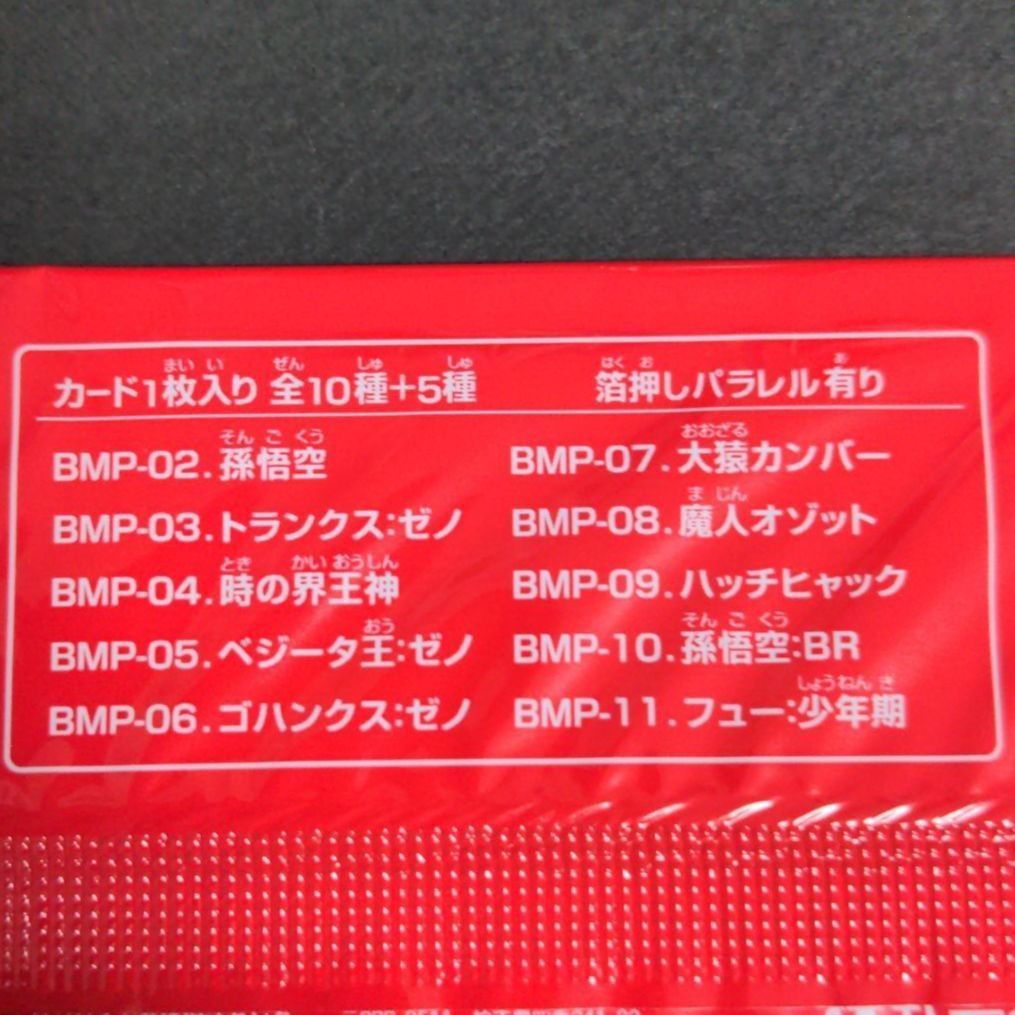 カード1枚入り 全10種+5種 箔押しパラレル有り
BMP-02.孫悟空
BMP-03.トランクス:ゼノ
BMP-04.時の界王神
BMP-05.ベジータ王:ゼノ
BMP-06.ゴハンクス:ゼノ
BMP-07.大猿カンバー
BMP-08.魔人オゾット
BMP-09.ハッチヒャック
BMP-10.孫悟空:BR
BMP-11.フュー:少年期